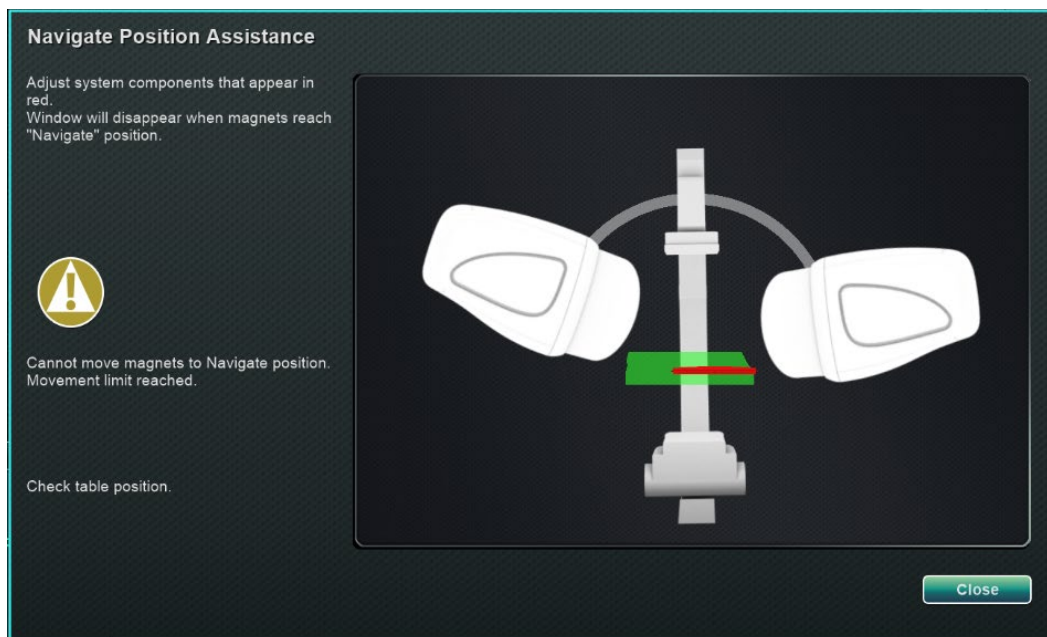 Navigate Position Assistance
Adjust system components that appear in
red.
Window will disappear when magnets reach
"Navigate" position.
Cannot move magnets to Navigate position.
Movement limit reached.
Check table position.
Close